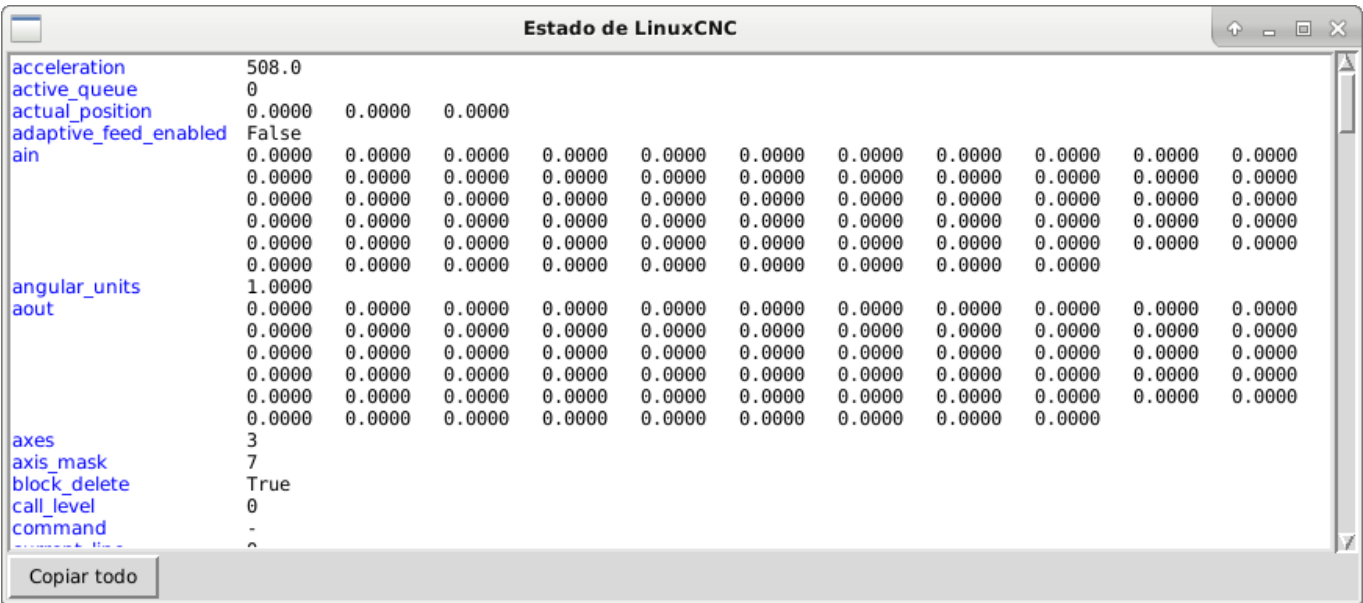 Estado de LinuxCNC
acceleration 508.0
active_queue 0
actual_position 0.0000 0.0000 0.0000
adaptive_feed_enabled False
ain 0.0000 0.0000 0.0000 0.0000 0.0000 0.0000 0.0000 0.0000 0.0000 0.0000 0.0000
0.0000 0.0000 0.0000 0.0000 0.0000 0.0000 0.0000 0.0000 0.0000 0.0000 0.0000
0.0000 0.0000 0.0000 0.0000 0.0000 0.0000 0.0000 0.0000 0.0000 0.0000 0.0000
0.0000 0.0000 0.0000 0.0000 0.0000 0.0000 0.0000 0.0000 0.0000 0.0000 0.0000
0.0000 0.0000 0.0000 0.0000 0.0000 0.0000 0.0000 0.0000 0.0000 0.0000 0.0000
0.0000 0.0000 0.0000 0.0000 0.0000 0.0000 0.0000 0.0000 0.0000
angular_units 1.0000
aout 0.0000 0.0000 0.0000 0.0000 0.0000 0.0000 0.0000 0.0000 0.0000 0.0000 0.0000
0.0000 0.0000 0.0000 0.0000 0.0000 0.0000 0.0000 0.0000 0.0000 0.0000 0.0000
0.0000 0.0000 0.0000 0.0000 0.0000 0.0000 0.0000 0.0000 0.0000 0.0000 0.0000
0.0000 0.0000 0.0000 0.0000 0.0000 0.0000 0.0000 0.0000 0.0000 0.0000 0.0000
0.0000 0.0000 0.0000 0.0000 0.0000 0.0000 0.0000 0.0000 0.0000 0.0000 0.0000
0.0000 0.0000 0.0000 0.0000 0.0000 0.0000 0.0000 0.0000 0.0000
axes 3
axis_mask 7
block_delete True
call_level 0
command -
Copiar todo